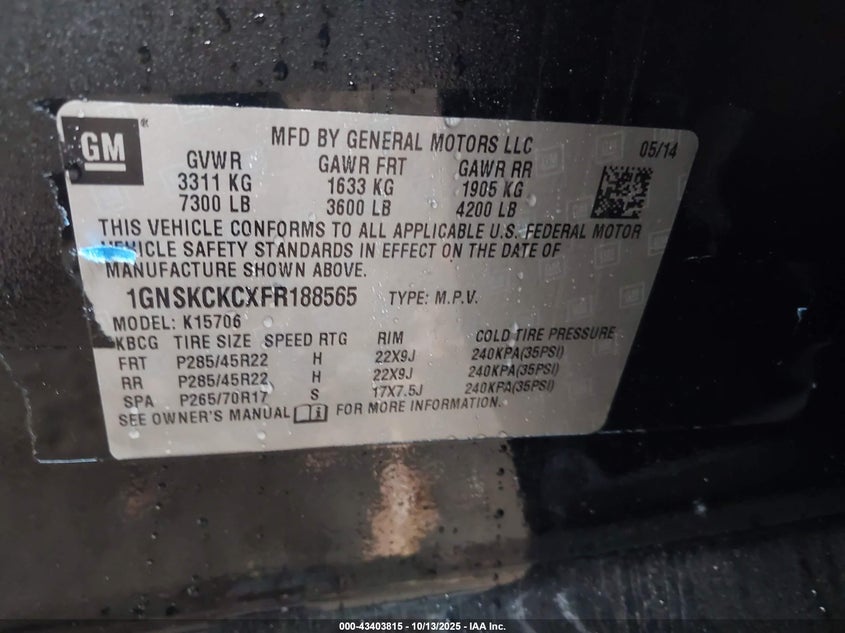 GM
MFD BY GENERAL MOTORS LLC
05/14
GVWR GAWR FRT GAWR RR
3311 KG 1633 KG 1905 KG
7300 LB 3600 LB 4200 LB
THIS VEHICLE CONFORMS TO ALL APPLICABLE U.S. FEDERAL MOTOR
VEHICLE SAFETY STANDARDS IN EFFECT ON THE DATE OF
MANUFACTURE SHOWN ABOVE.
1GNSKCKCXFR188565 TYPE: M.P.V.
MODEL: K15706
KBCG TIRE SIZE SPEED RTG RIM COLD TIRE PRESSURE
FRT P285/45R22 H 22X9J 240KPA(35PSI)
RR P285/45R22 H 22X9J 240KPA(35PSI)
SPA P265/70R17 S 17X7.5J 240KPA(35PSI)
SEE OWNER'S MANUAL i FOR MORE INFORMATION.
000-43403815 - 10/13/2025 - IAA Inc.